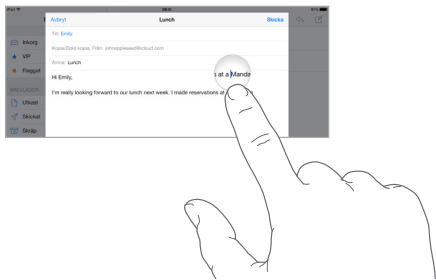 iPad
Avbryt
Lunch
Skicka
Till: Emily
Kopia/Dold kopia, Från: johnappleseed@icloud.com
Ämne: Lunch
Hi Emily,
I'm really looking forward to our lunch next week. I made reservations at
s at a Manda
Inkorg
VIP
Flaggat
Utkast
Skickat
Skräp